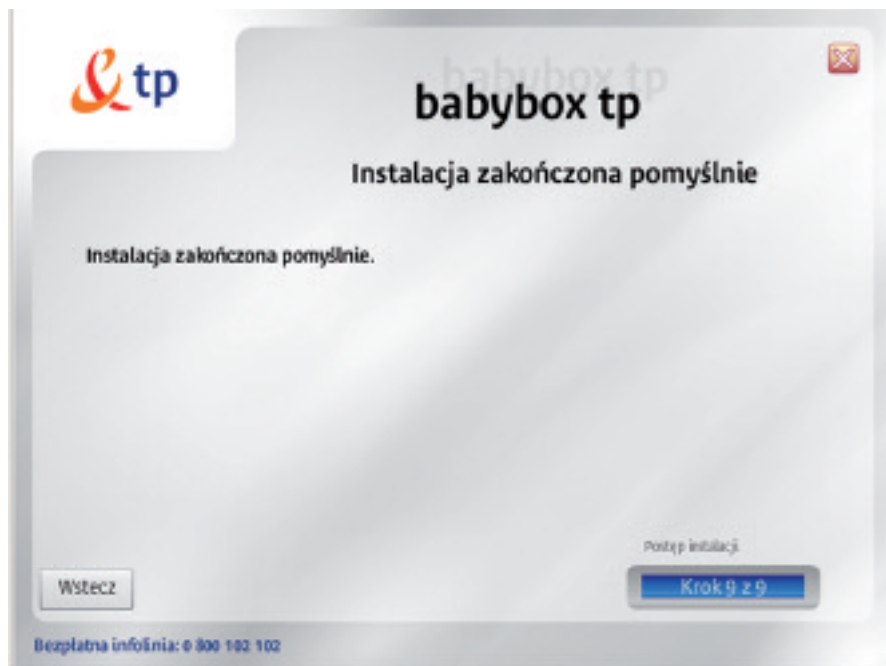 tp
babybox tp
babybox tp
Instalacja zakończona pomyślnie
Instalacja zakończona pomyślnie.
Postęp instalacji
Wstecz
Krok 9 z 9
Bezpłatna infolinia: 0 800 102 102